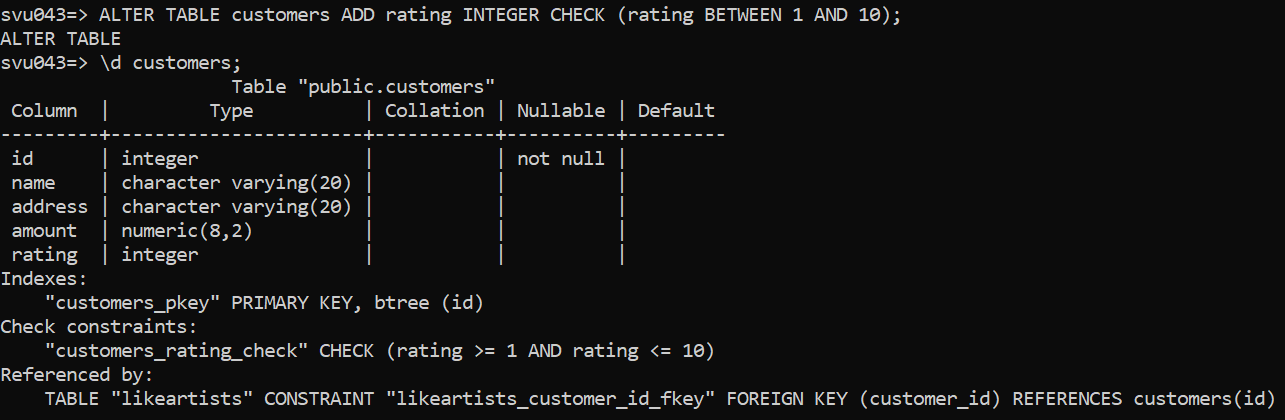 svu043=> ALTER TABLE customers ADD rating INTEGER CHECK (rating BETWEEN 1 AND 10);
ALTER TABLE
svu043=> \d customers;
                     Table "public.customers"
 Column  |         Type          | Collation | Nullable | Default
---------+-----------------------+-----------+----------+---------
 id      | integer               |           | not null |
 name    | character varying(20) |           |          |
 address | character varying(20) |           |          |
 amount  | numeric(8,2)          |           |          |
 rating  | integer               |           |          |
Indexes:
    "customers_pkey" PRIMARY KEY, btree (id)
Check constraints:
    "customers_rating_check" CHECK (rating >= 1 AND rating <= 10)
Referenced by:
    TABLE "likeartists" CONSTRAINT "likeartists_customer_id_fkey" FOREIGN KEY (customer_id) REFERENCES customers(id)